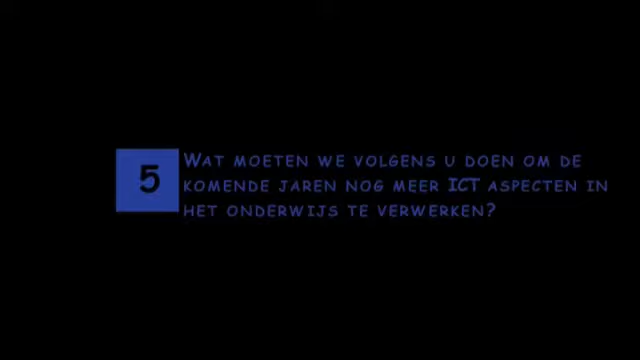 5
Wat moeten we volgens u doen om de
komende jaren nog meer ICT aspecten in
het onderwijs te verwerken?